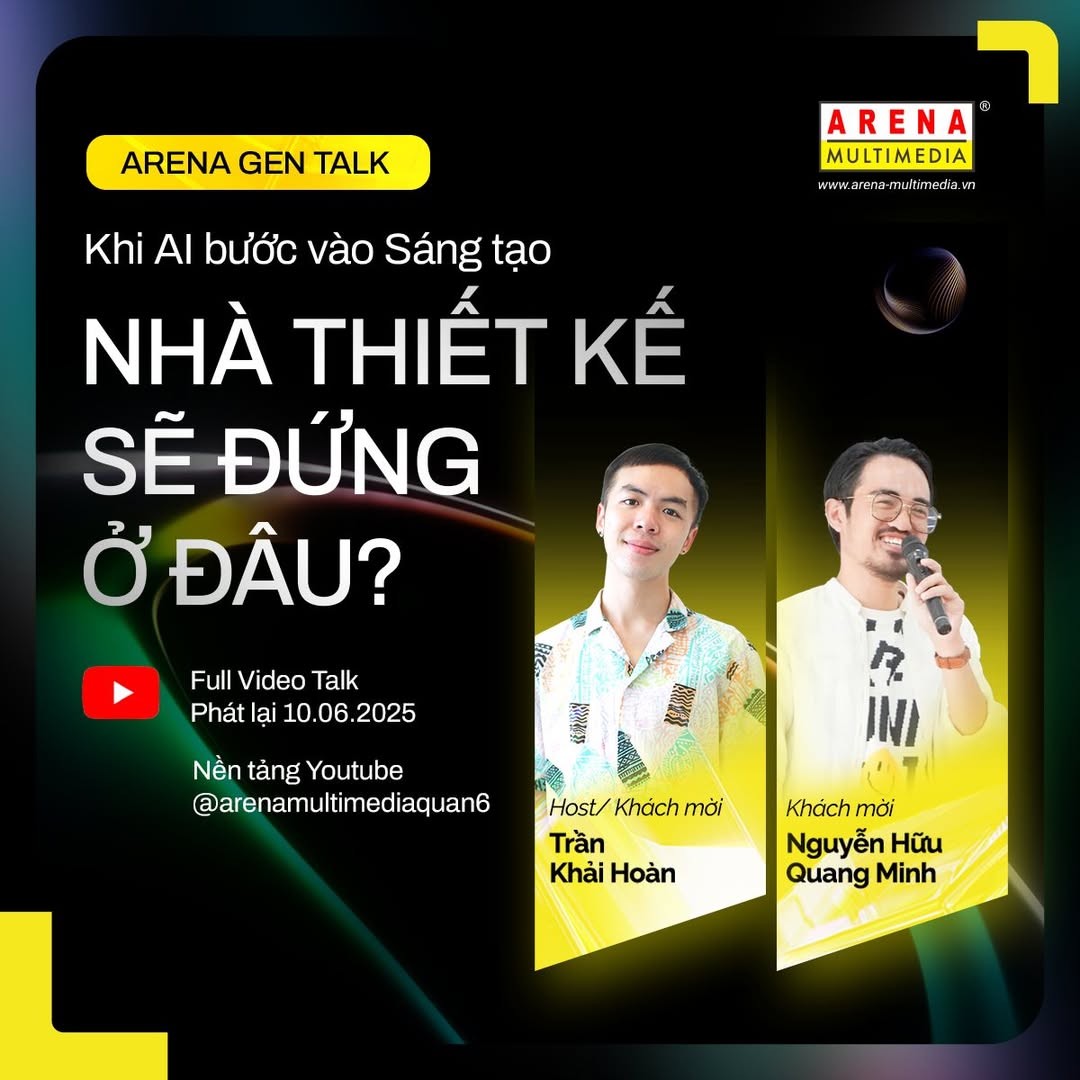 ARENA
MULTIMEDIA
®
www.arena-multimedia.vn
ARENA GEN TALK
Khi AI bước vào Sáng tạo
NHÀ THIẾT KẾ
SẼ ĐỨNG
Ở ĐÂU?
Full Video Talk
Phát lại 10.06.2025
Nền tảng Youtube
@arenamultimediaquan6
Host/ Khách mời
Trần
Khải Hoàn
Khách mời
Nguyễn Hữu
Quang Minh